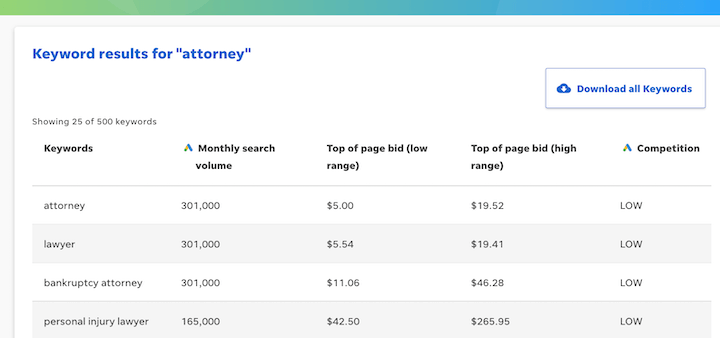 Keyword results for "attorney"
Download all Keywords
Showing 25 of 500 keywords
Keywords Monthly search volume Top of page bid (low range) Top of page bid (high range) Competition
attorney 301,000 $5.00 $19.52 LOW
lawyer 301,000 $5.54 $19.41 LOW
bankruptcy attorney 301,000 $11.06 $46.28 LOW
personal injury lawyer 165,000 $42.50 $265.95 LOW